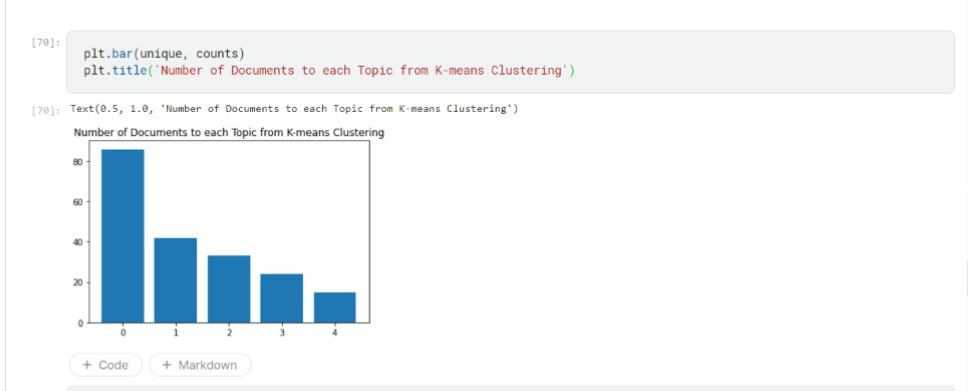 [70]:
plt.bar(unique, counts)
plt.title('Number of Documents to each Topic from K-means Clustering')
[70]: Text(0.5, 1.0, 'Number of Documents to each Topic from K-means Clustering')
Number of Documents to each Topic from K-means Clustering
80
60
40
20
0
0 1 2 3 4
+ Code + Markdown